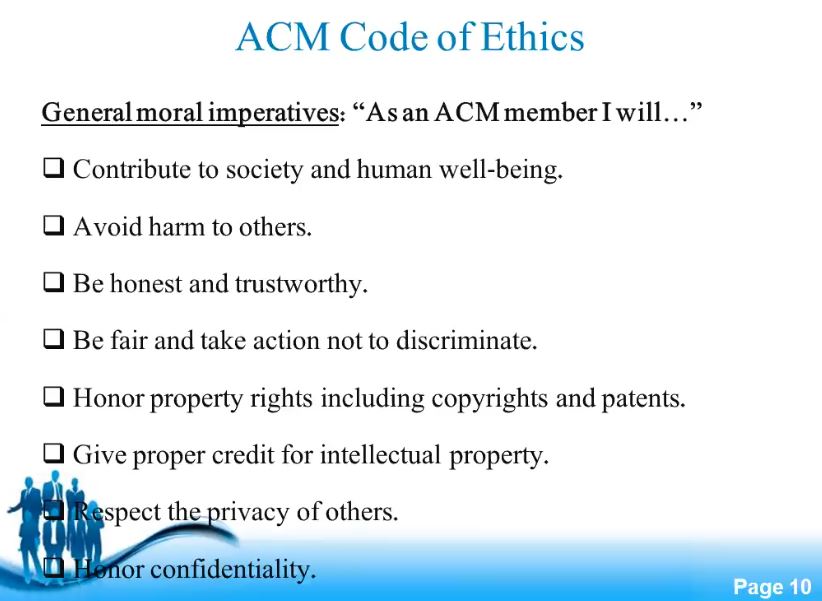 ACM Code of Ethics
General moral imperatives: “As an ACM member I will…”
❑ Contribute to society and human well-being.
❑ Avoid harm to others.
❑ Be honest and trustworthy.
❑ Be fair and take action not to discriminate.
❑ Honor property rights including copyrights and patents.
❑ Give proper credit for intellectual property.
❑ Respect the privacy of others.
❑ Honor confidentiality.
Page 10